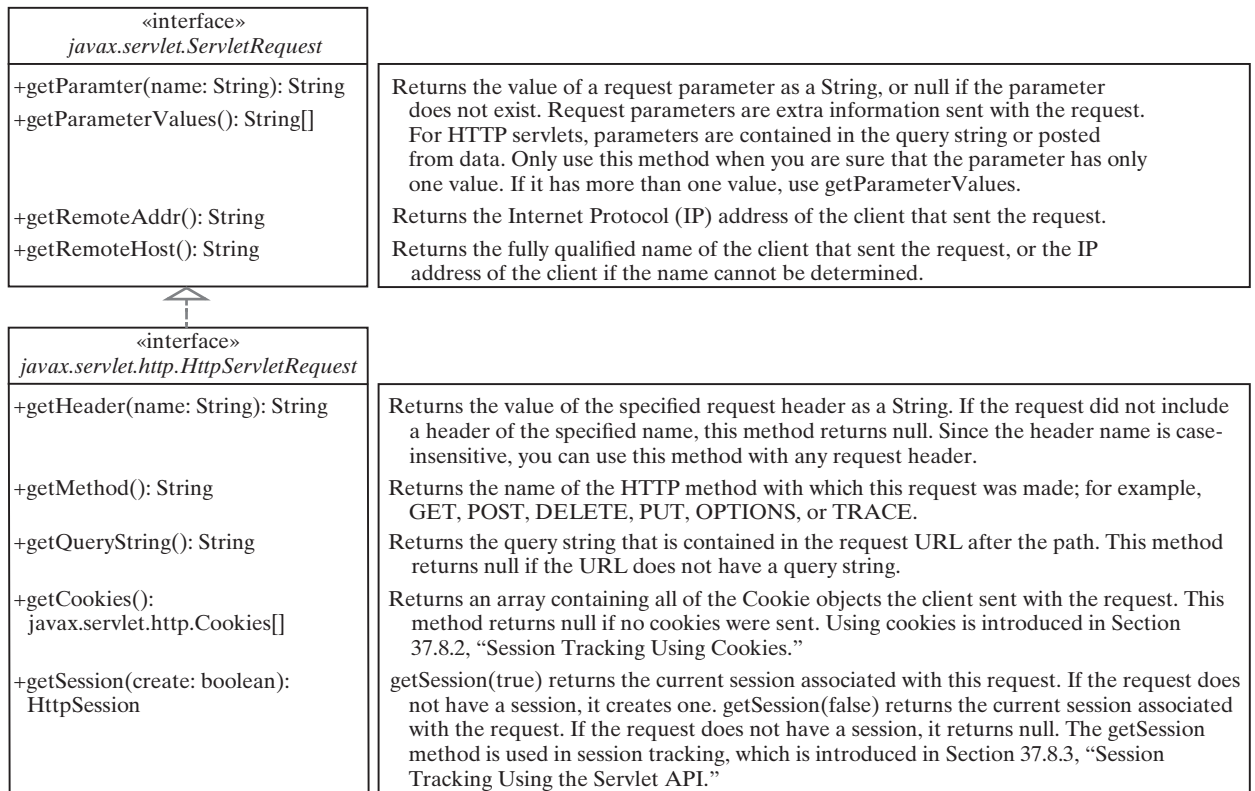 «interface»
javax.servlet.ServletRequest
+getParamter(name: String): String
+getParameterValues(): String[]
Returns the value of a request parameter as a String, or null if the parameter
does not exist. Request parameters are extra information sent with the request.
For HTTP servlets, parameters are contained in the query string or posted
from data. Only use this method when you are sure that the parameter has only
one value. If it has more than one value, use getParameterValues.
+getRemoteAddr(): String
Returns the Internet Protocol (IP) address of the client that sent the request.
+getRemoteHost(): String
Returns the fully qualified name of the client that sent the request, or the IP
address of the client if the name cannot be determined.
«interface»
javax.servlet.http.HttpServletRequest
+getHeader(name: String): String
Returns the value of the specified request header as a String. If the request did not include
a header of the specified name, this method returns null. Since the header name is case-
insensitive, you can use this method with any request header.
+getMethod(): String
Returns the name of the HTTP method with which this request was made; for example,
GET, POST, DELETE, PUT, OPTIONS, or TRACE.
+getQueryString(): String
Returns the query string that is contained in the request URL after the path. This method
returns null if the URL does not have a query string.
+getCookies():
javax.servlet.http.Cookies[]
Returns an array containing all of the Cookie objects the client sent with the request. This
method returns null if no cookies were sent. Using cookies is introduced in Section
37.8.2, “Session Tracking Using Cookies.”
+getSession(create: boolean):
HttpSession
getSession(true) returns the current session associated with this request. If the request does
not have a session, it creates one. getSession(false) returns the current session associated
with the request. If the request does not have a session, it returns null. The getSession
method is used in session tracking, which is introduced in Section 37.8.3, “Session
Tracking Using the Servlet API.”